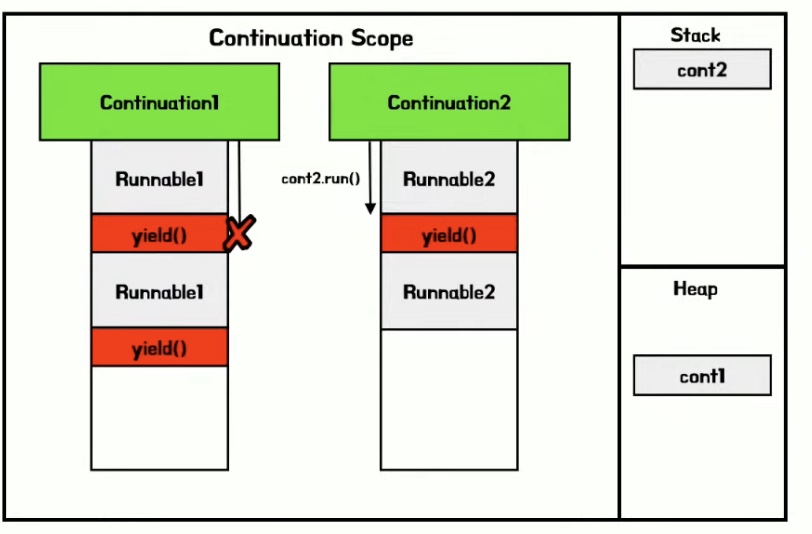 Continuation Scope
Continuation1
Runnable1
yield()
Runnable1
yield()
Continuation2
cont2.run()
Runnable2
yield()
Runnable2
Stack
cont2
Heap
cont1